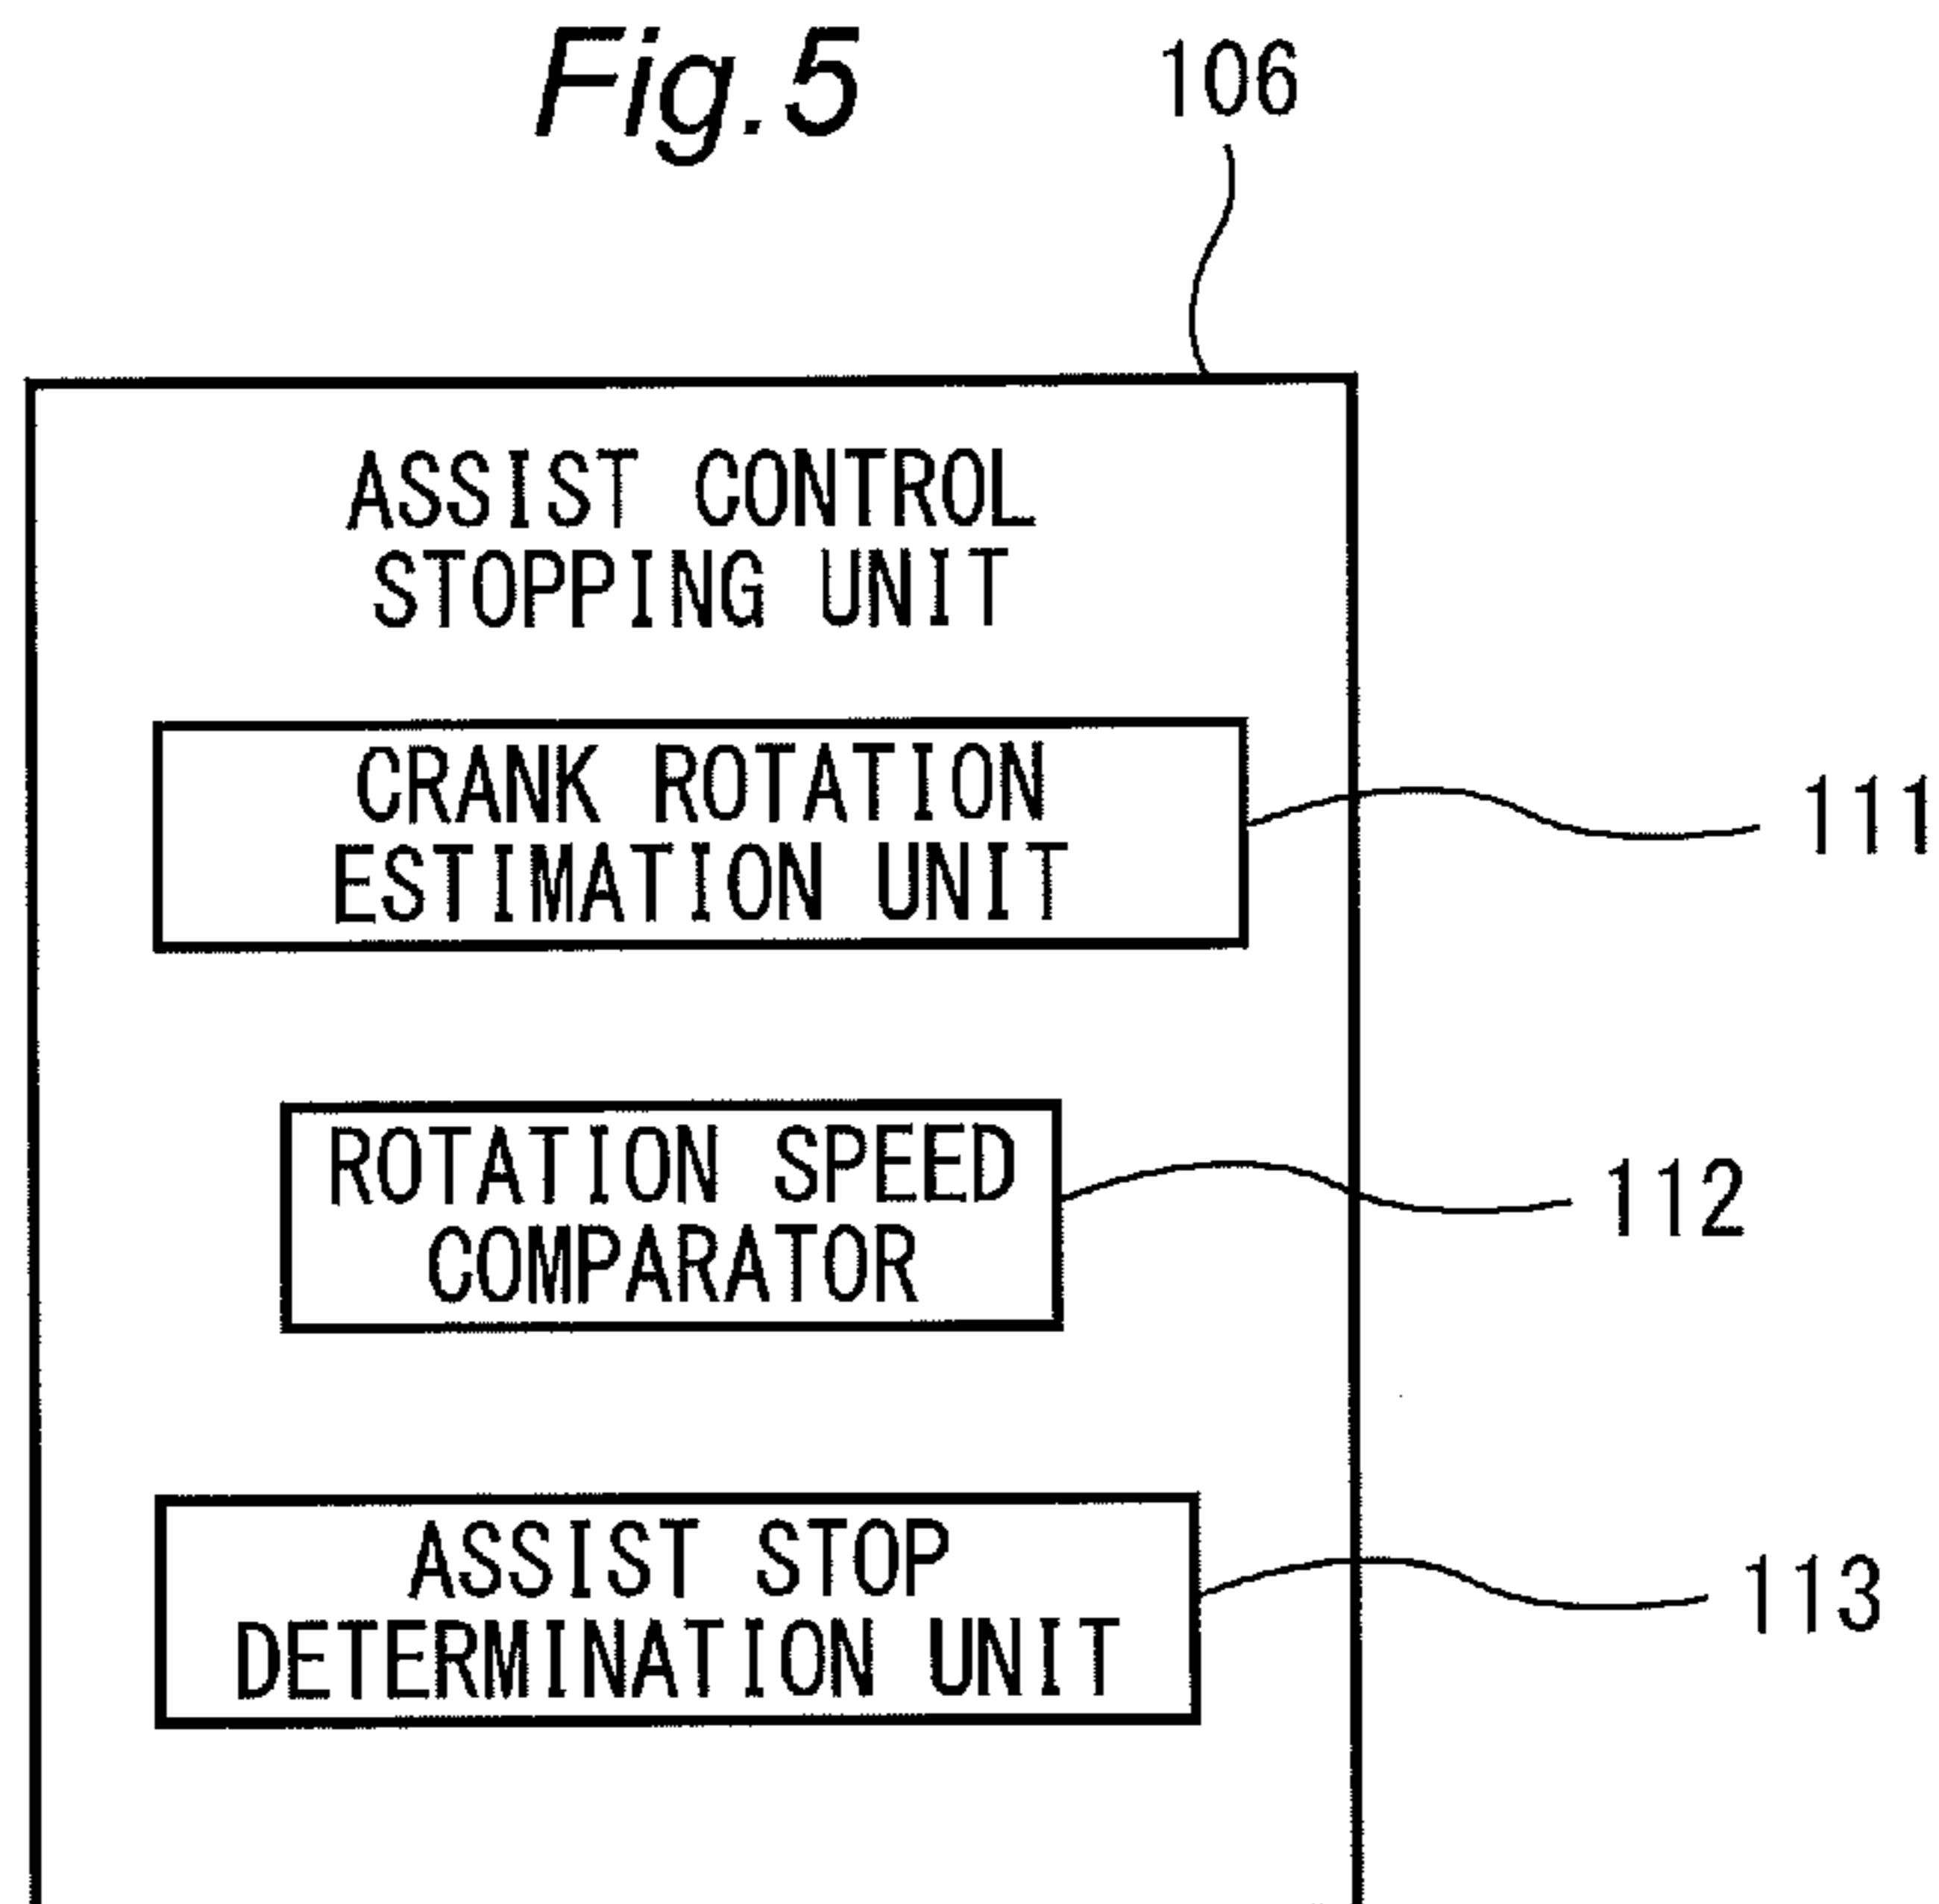 Fig.5
106
ASSIST CONTROL
STOPPING UNIT
CRANK ROTATION
ESTIMATION UNIT
111
ROTATION SPEED
COMPARATOR
112
ASSIST STOP
DETERMINATION UNIT
113